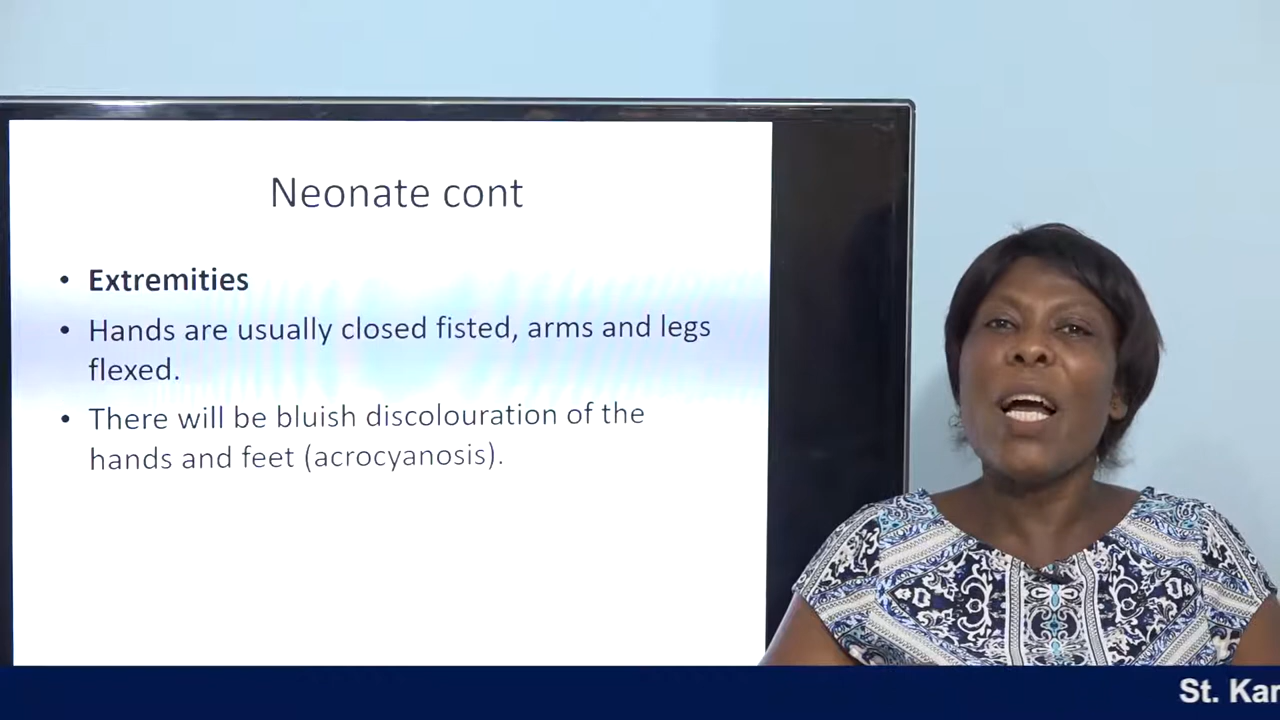 Neonate cont
• Extremities
• Hands are usually closed fisted, arms and legs
flexed.
• There will be bluish discolouration of the
hands and feet (acrocyanosis).
St. Kar